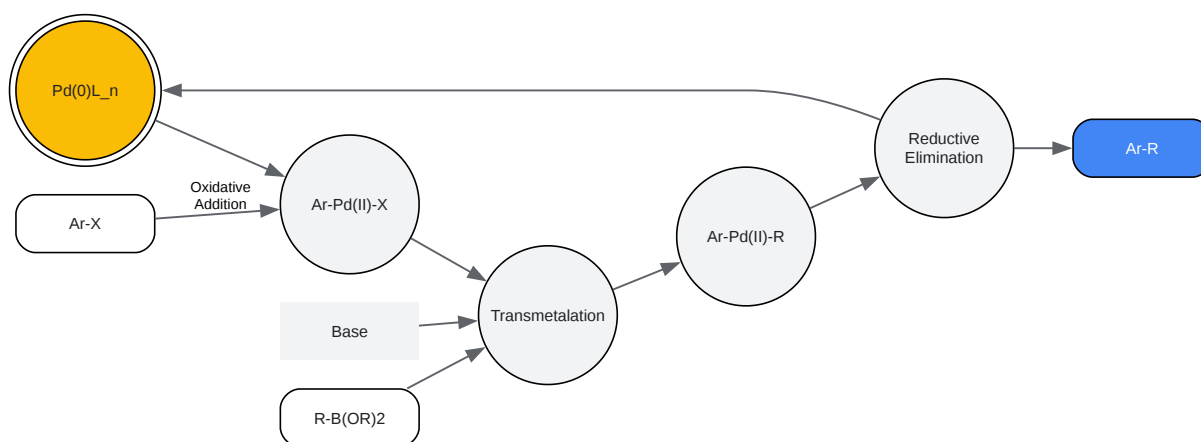 Pd(0)L_n
Ar-X
Oxidative
Addition
Ar-Pd(II)-X
Base
R-B(OR)2
Transmetalation
Ar-Pd(II)-R
Reductive
Elimination
Ar-R